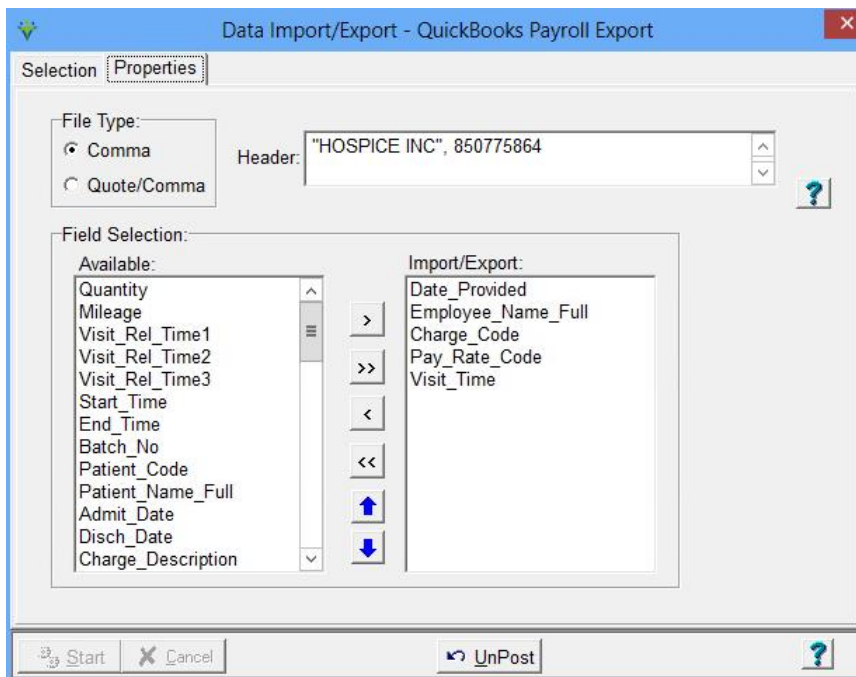 Data Import/Export - QuickBooks Payroll Export
Selection Properties
File Type:
Comma
Quote/Comma
Header:
"HOSPICE INC", 850775864
Field Selection:
Available:
Quantity
Mileage
Visit_Rel_Time1
Visit_Rel_Time2
Visit_Rel_Time3
Start_Time
End_Time
Batch_No
Patient_Code
Patient_Name_Full
Admit_Date
Disch_Date
Charge_Description
>
>>
<
<<
Import/Export:
Date_Provided
Employee_Name_Full
Charge_Code
Pay_Rate_Code
Visit_Time
Start Cancel UnPost